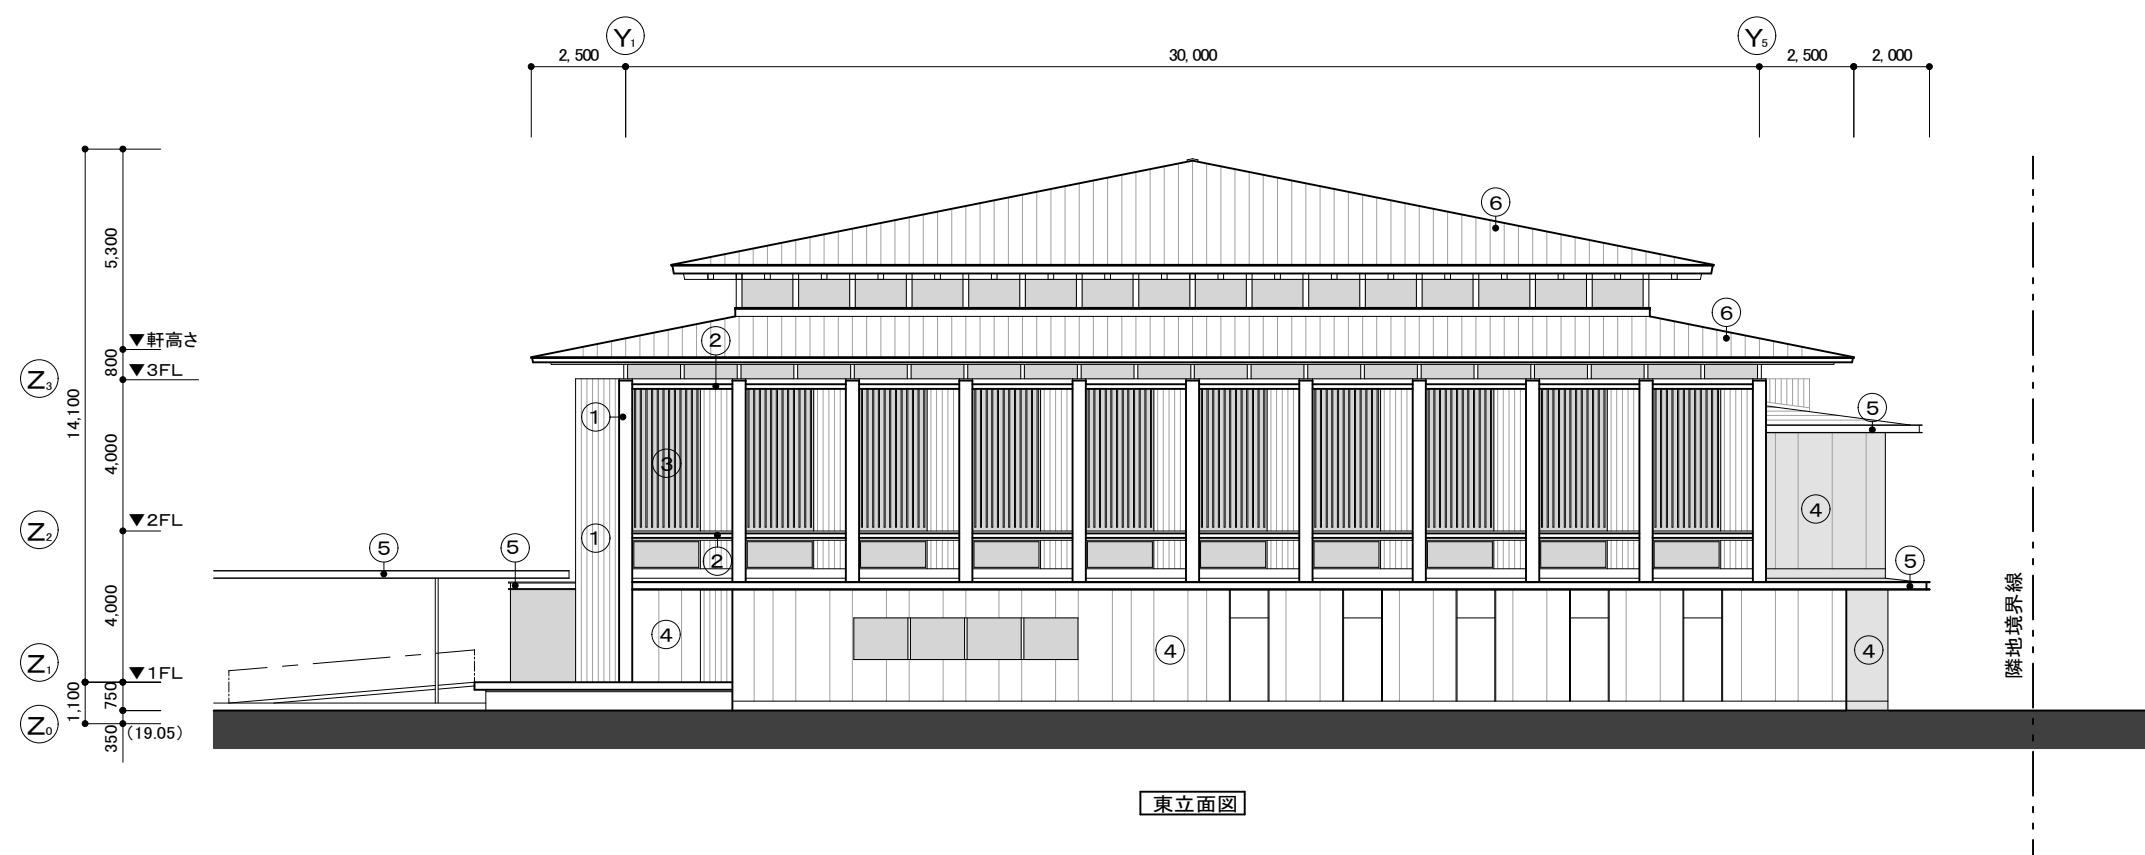 Y₁
Y₅
2,500
30,000
2,500
2,000
5,300
▼軒高さ
800
▼3FL
Z₃
14,100
4,000
▼2FL
Z₂
4,000
▼1FL
Z₁
1,100
750
Z₀
350
(19.05)
⑥
⑥
②
①
③
⑤
④
①
②
⑤
⑤
⑤
④
④
④
隣地境界線
東立面図